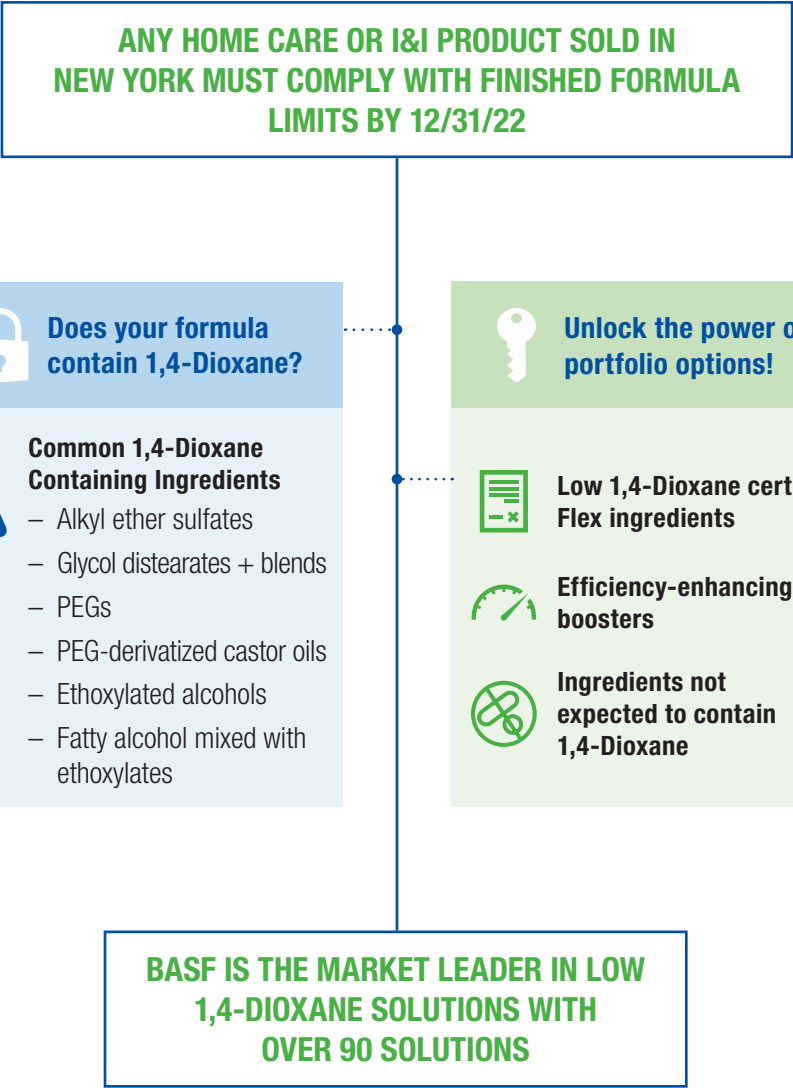 ANY HOME CARE OR I&I PRODUCT SOLD IN
NEW YORK MUST COMPLY WITH FINISHED FORMULA
LIMITS BY 12/31/22
?
Does your formula
contain 1,4-Dioxane?
Common 1,4-Dioxane
Containing Ingredients
– Alkyl ether sulfates
– Glycol distearates + blends
– PEGs
– PEG-derivatized castor oils
– Ethoxylated alcohols
– Fatty alcohol mixed with
ethoxylates
Unlock the power
portfolio options!
Low 1,4-Dioxane cert
Flex ingredients
Efficiency-enhancing
boosters
Ingredients not
expected to contain
1,4-Dioxane
BASF IS THE MARKET LEADER IN LOW
1,4-DIOXANE SOLUTIONS WITH
OVER 90 SOLUTIONS